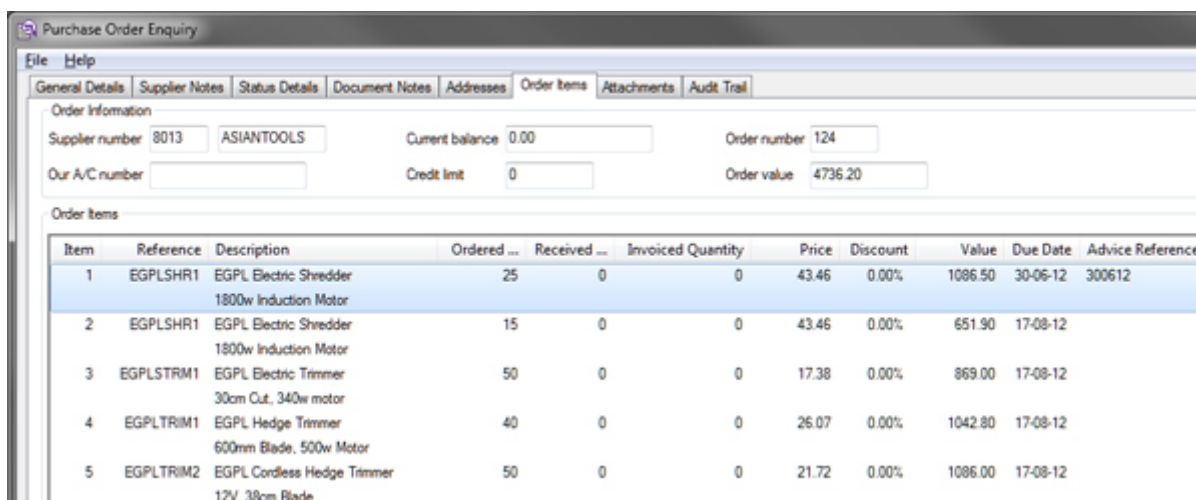 Purchase Order Enquiry
File Help
General Details Supplier Notes Status Details Document Notes Addresses Order Items Attachments Audit Trail
Order Information
Supplier number 8013 ASIANTOOLS Current balance 0.00 Order number 124
Our A/C number Credit limit 0 Order value 4736.20
Order Items
Item Reference Description Ordered ... Received ... Invoiced Quantity Price Discount Value Due Date Advice Reference
1 EGPLSHR1 EGPL Electric Shredder 25 0 0 43.46 0.00% 1086.50 30-06-12 300612
1800w Induction Motor
2 EGPLSHR1 EGPL Electric Shredder 15 0 0 43.46 0.00% 651.90 17-08-12
1800w Induction Motor
3 EGPLSTRM1 EGPL Electric Trimmer 50 0 0 17.38 0.00% 869.00 17-08-12
30cm Cut, 340w motor
4 EGPLTRIM1 EGPL Hedge Trimmer 40 0 0 26.07 0.00% 1042.80 17-08-12
600mm Blade, 500w Motor
5 EGPLTRIM2 EGPL Cordless Hedge Trimmer 50 0 0 21.72 0.00% 1086.00 17-08-12
12V, 38cm Blade